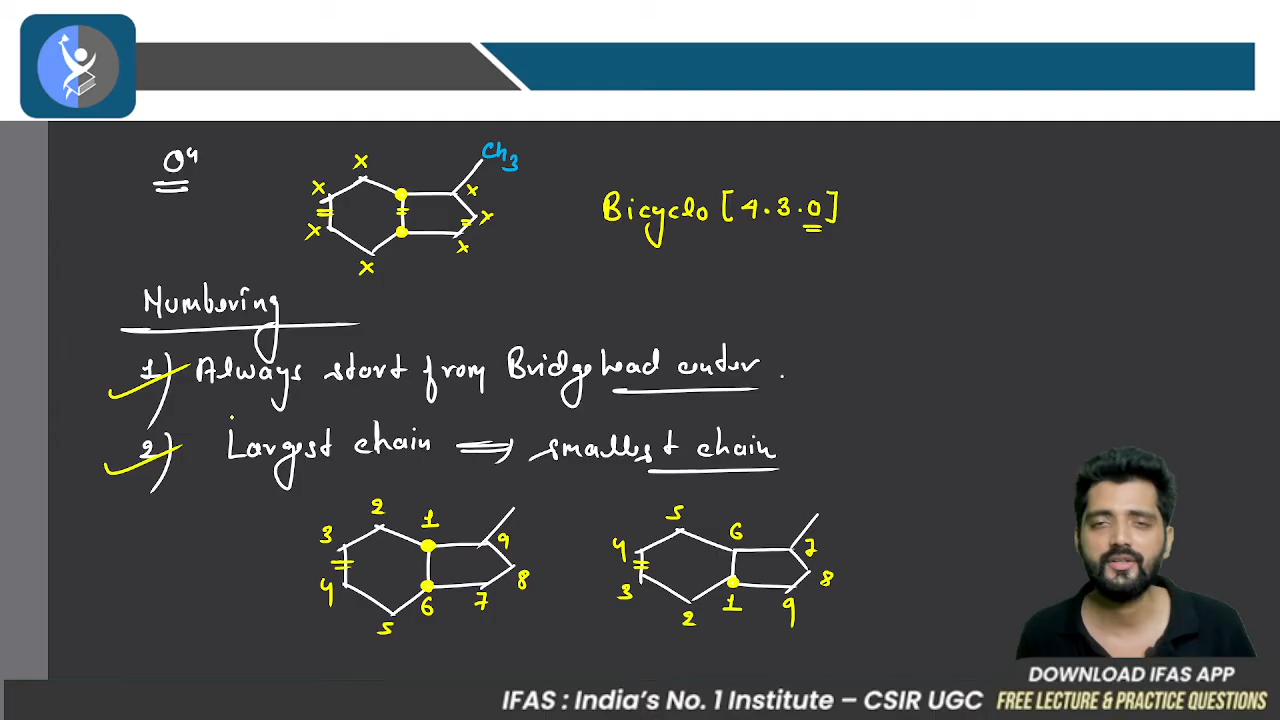 Qⁿ
CH3
x x
x x x
x x
x
Bicyclo [4.3.0]
Numbering
1) Always start from Bridgehead center.
2) Largest chain ⇒ smallest chain
2 1
3 9
4 8
5 6 7
5 6
4 7
3 8
2 1 9
DOWNLOAD IFAS APP
IFAS : India's No. 1 Institute – CSIR UGC FREE LECTURE & PRACTICE QUESTIONS